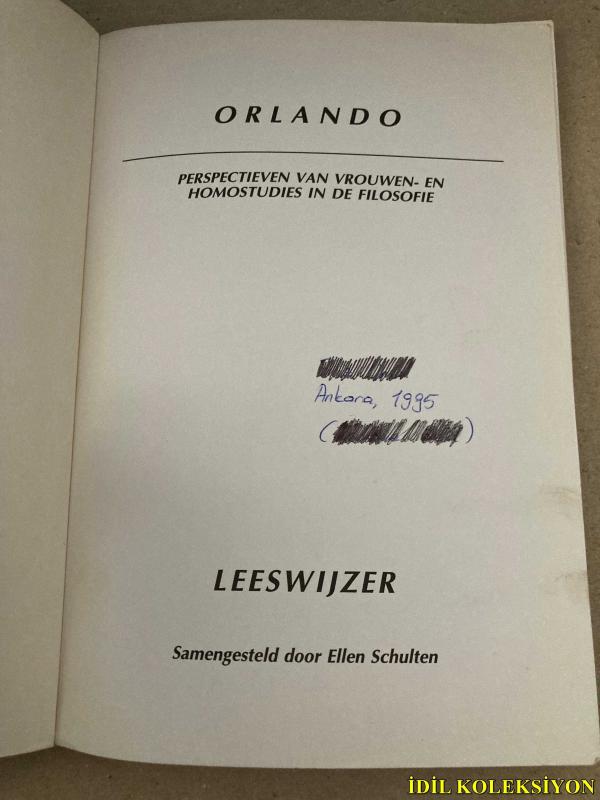 ORLANDO
PERSPECTIEVEN VAN VROUWEN- EN
HOMOSTUDIES IN DE FILOSOFIE
Ankara, 1995
(
)
LEESWIJZER
Samengesteld door Ellen Schulten
İDİL KOLEKSİYON